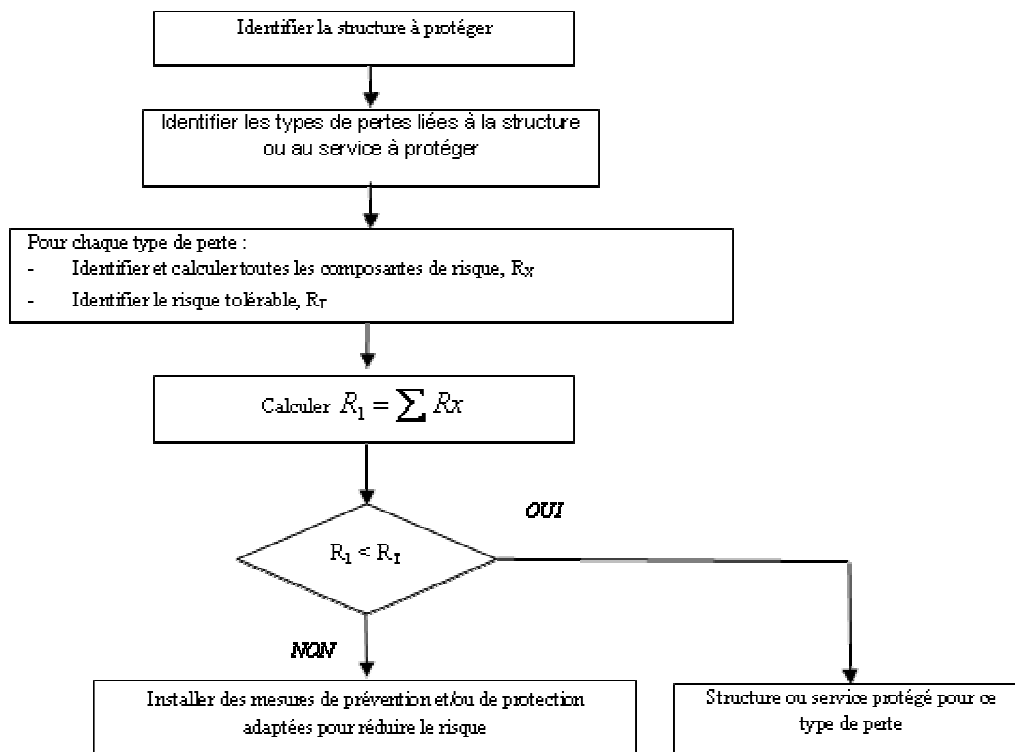 Identifier la structure à protéger
Identifier les types de pertes liées à la structure
ou au service à protéger
Pour chaque type de perte :
- Identifier et calculer toutes les composantes de risque, RX
- Identifier le risque tolérable, RT
Calculer R1 = ∑ Rx
OUI
R1 < RT
NON
Installer des mesures de prévention et/ou de protection
adaptées pour réduire le risque
Structure ou service protégé pour ce
type de perte